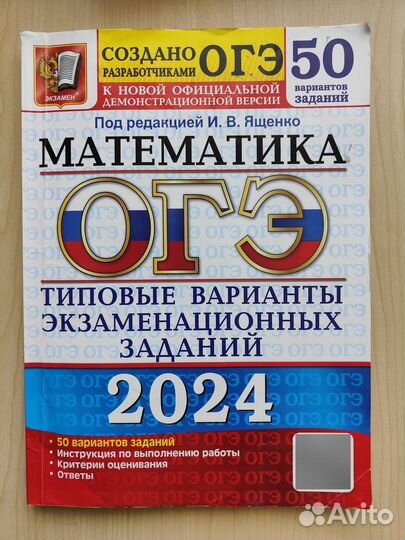 СОЗДАНО
РАЗРАБОТЧИКАМИ
ОГЭ
50
вариантов
заданий
ЭКЗАМЕН
К НОВОЙ ОФИЦИАЛЬНОЙ
ДЕМОНСТРАЦИОННОЙ ВЕРСИИ
Под редакцией И. В. Ященко
МАТЕМАТИКА
ОГЭ
ТИПОВЫЕ ВАРИАНТЫ
ЭКЗАМЕНАЦИОННЫХ
ЗАДАНИЙ
2024
• 50 вариантов заданий
• Инструкция по выполнению работы
• Критерии оценивания
• Ответы
Avito